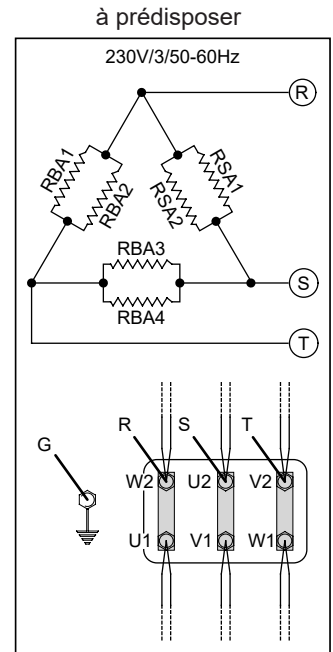 à prédisposer
230V/3/50-60Hz
R
RBA1
RBA2
RSA1
RSA2
RBA3
RBA4
S
T
G
R S T
W2 U2 V2
U1 V1 W1